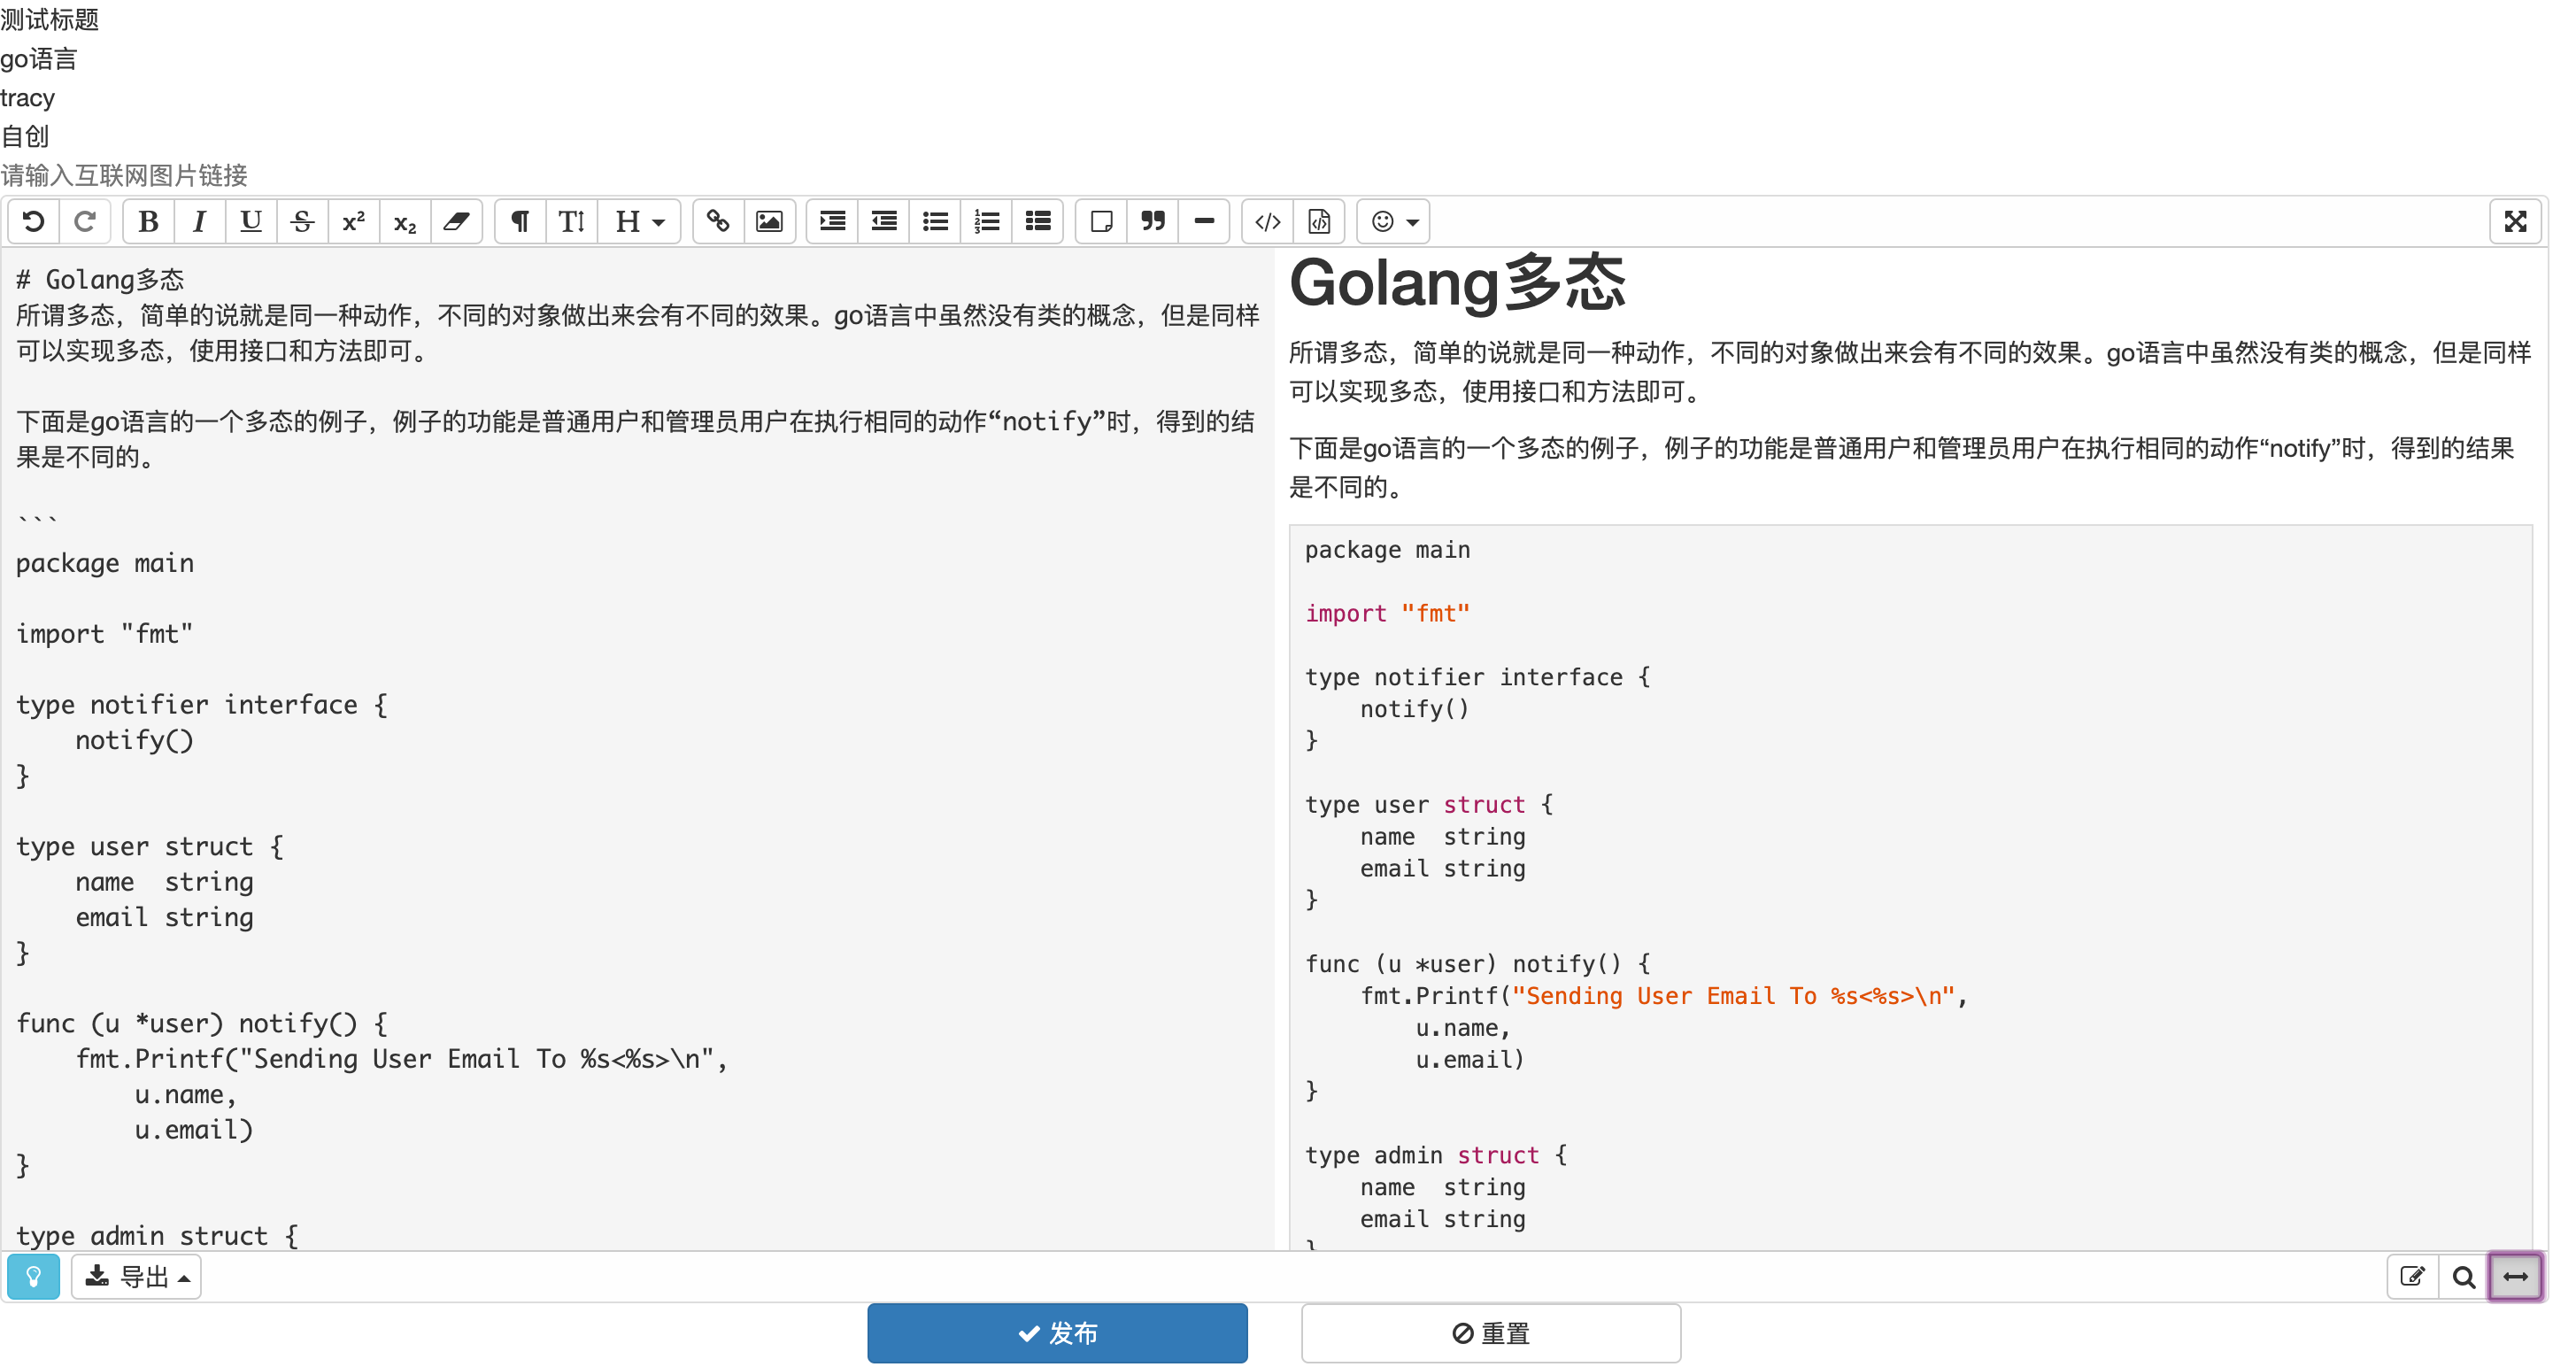 测试标题
go语言
tracy
自创
请输入互联网图片链接
B I U S x² x₂ ¶ T H
# Golang多态
所谓多态，简单的说就是同一种动作，不同的对象做出来会有不同的效果。go语言中虽然没有类的概念，但是同样
可以实现多态，使用接口和方法即可。
下面是go语言的一个多态的例子，例子的功能是普通用户和管理员用户在执行相同的动作“notify”时，得到的结
果是不同的。
```
package main
import "fmt"
type notifier interface {
    notify()
}
type user struct {
    name  string
    email string
}
func (u *user) notify() {
    fmt.Printf("Sending User Email To %s<%s>\n",
        u.name,
        u.email)
}
type admin struct {
Golang多态
所谓多态，简单的说就是同一种动作，不同的对象做出来会有不同的效果。go语言中虽然没有类的概念，但是同样
可以实现多态，使用接口和方法即可。
下面是go语言的一个多态的例子，例子的功能是普通用户和管理员用户在执行相同的动作“notify”时，得到的结果
是不同的。
package main
import "fmt"
type notifier interface {
    notify()
}
type user struct {
    name  string
    email string
}
func (u *user) notify() {
    fmt.Printf("Sending User Email To %s<%s>\n",
        u.name,
        u.email)
}
type admin struct {
    name  string
    email string
}
导出
发布
重置